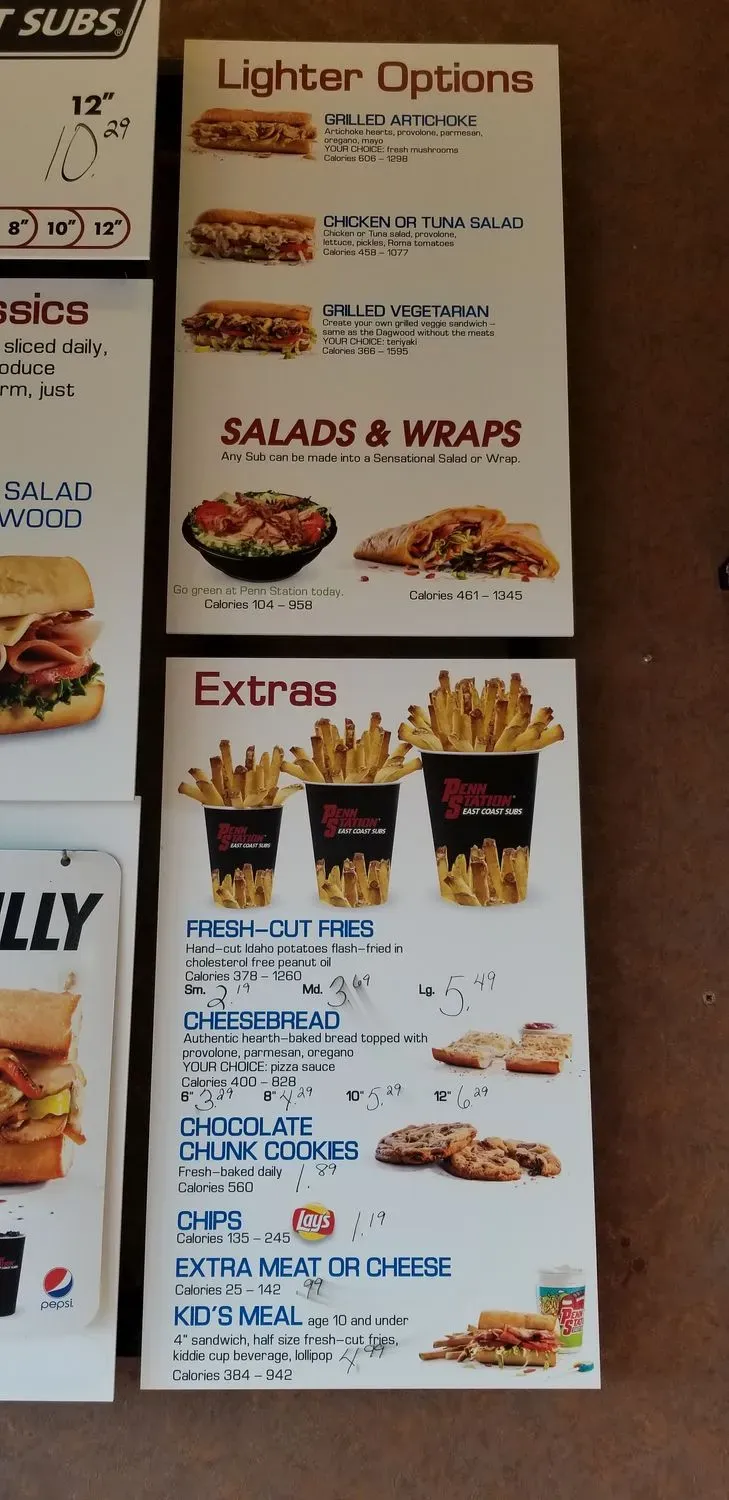 T SUBS®
12"
10.29
8" 10" 12"
ssics
sliced daily,
oduce
rm, just
SALAD
WOOD
LLY
pepsi
Lighter Options
GRILLED ARTICHOKE
Artichoke hearts, provolone, parmesan,
oregano, mayo
YOUR CHOICE: fresh mushrooms
Calories 606 – 1298
CHICKEN OR TUNA SALAD
Chicken or Tuna salad, provolone,
lettuce, pickles, Roma tomatoes
Calories 458 – 1077
GRILLED VEGETARIAN
Create your own grilled veggie sandwich –
same as the Dagwood without the meats
YOUR CHOICE: teriyaki
Calories 366 – 1595
SALADS & WRAPS
Any Sub can be made into a Sensational Salad or Wrap.
Go green at Penn Station today.
Calories 104 – 958
Calories 461 – 1345
Extras
PENN
STATION
EAST COAST SUBS
PENN
STATION
EAST COAST SUBS
PENN
STATION
EAST COAST SUBS
FRESH-CUT FRIES
Hand-cut Idaho potatoes flash-fried in
cholesterol free peanut oil
Calories 378 – 1260
Sm. 2.19 Md. 3.69 Lg. 5.49
CHEESEBREAD
Authentic hearth-baked bread topped with
provolone, parmesan, oregano
YOUR CHOICE: pizza sauce
Calories 400 – 828
6" 3.29 8" 4.29 10" 5.29 12" 6.29
CHOCOLATE
CHUNK COOKIES
Fresh-baked daily 1.89
Calories 560
CHIPS Lay's 1.19
Calories 135 – 245
EXTRA MEAT OR CHEESE
Calories 25 – 142 .99
KID'S MEAL age 10 and under
4" sandwich, half size fresh-cut fries,
kiddie cup beverage, lollipop 4.99
Calories 384 – 942